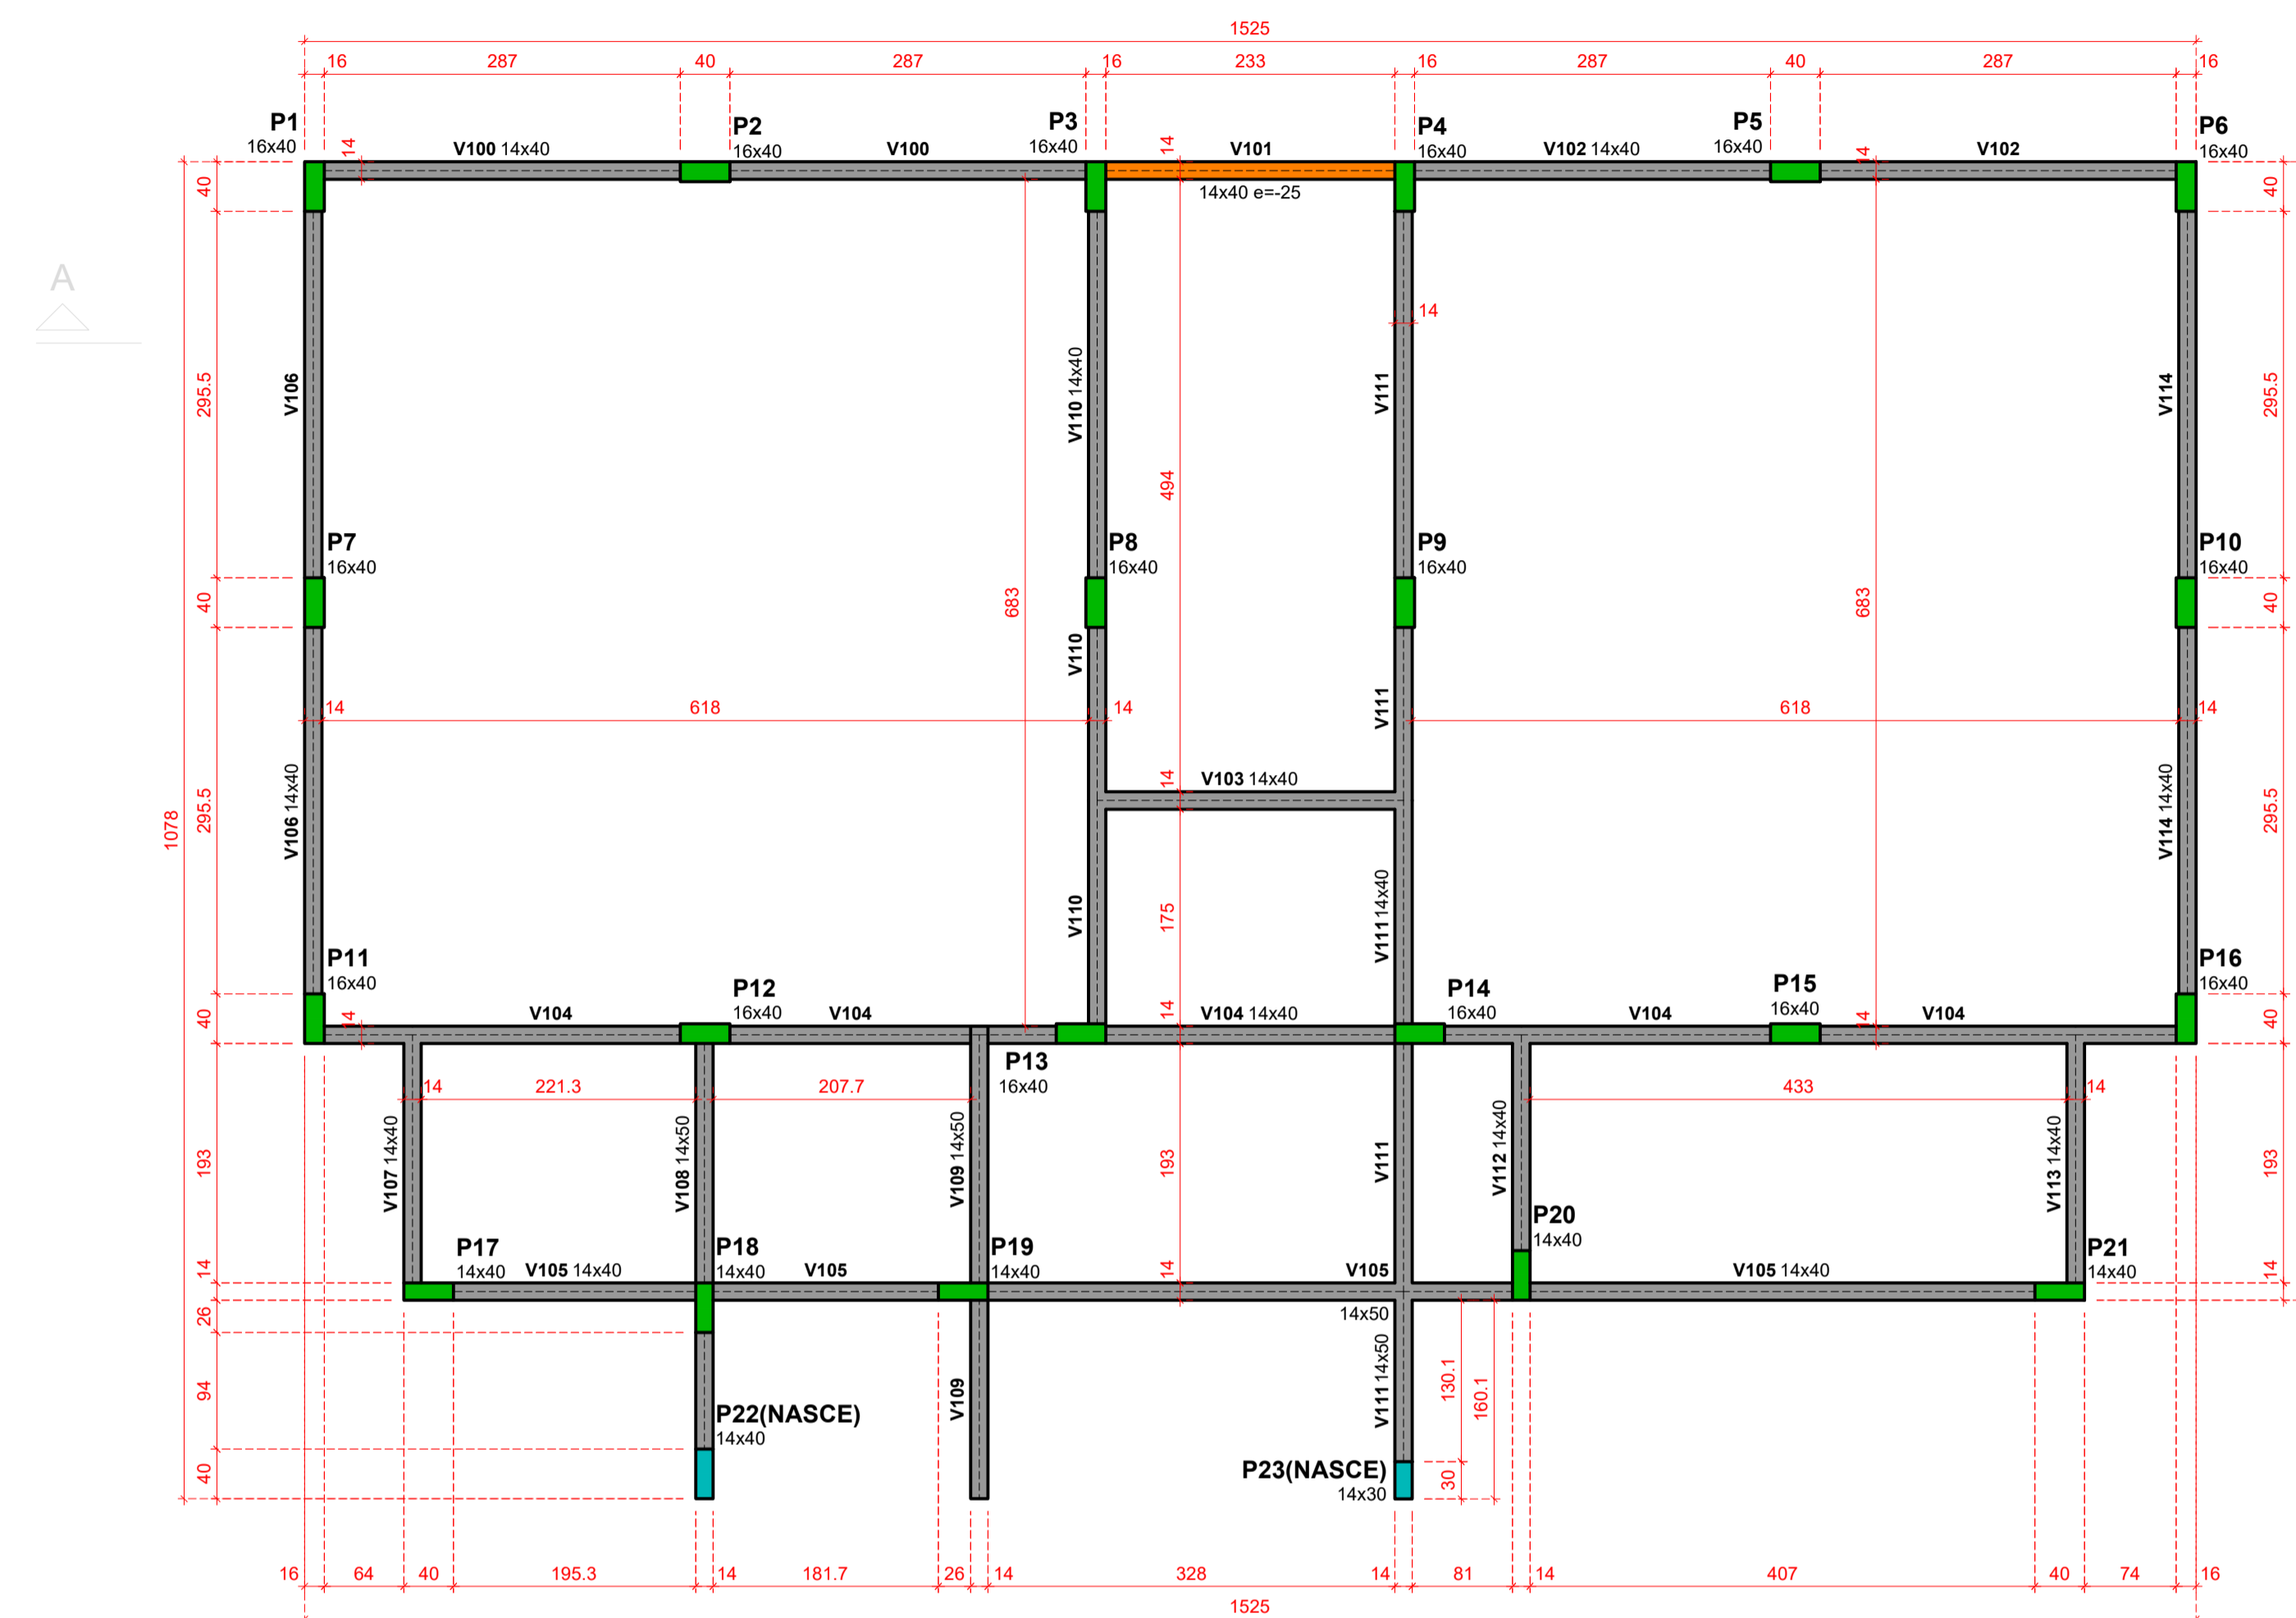 1525
16 287 40 287 16 233 16 287 40 287 16
P1
16x40
14
V100 14x40
P2
16x40
V100
P3
16x40
14
V101
14x40 e=-25
P4
16x40
V102 14x40
P5
16x40
14
V102
P6
16x40
40
40
A
14
295.5
V106
V110 14x40
494
V111
V114
295.5
P7
16x40
P8
16x40
P9
16x40
P10
16x40
40
683
683
40
V110
V111
14
618
14
618
14
14
V103 14x40
1078
295.5
V106 14x40
V110
175
V111 14x40
V114 14x40
295.5
P11
16x40
P12
16x40
P14
16x40
P15
16x40
P16
16x40
40
14
V104
V104
14
V104 14x40
V104
14
V104
40
P13
16x40
14
221.3
207.7
433
14
193
V107 14x40
V108 14x50
V109 14x50
193
V111
V112 14x40
V113 14x40
193
P20
14x40
P17
14x40
V105 14x40
P18
14x40
V105
P19
14x40
14
V105
14x50
V105 14x40
P21
14x40
14
14
26
94
V109
V111 14x50
130.1
160.1
P22(NASCE)
14x40
P23(NASCE)
14x30
40
30
16 64 40 195.3 14 181.7 26 14 328 14 81 14 407 40 74 16
1525